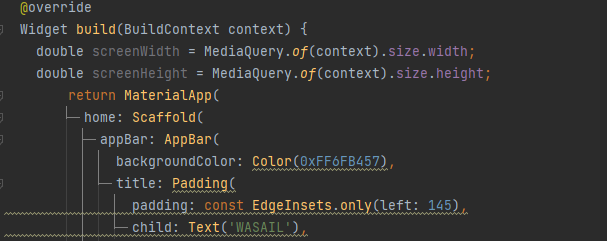 @override
Widget build(BuildContext context) {
double screenWidth = MediaQuery.of(context).size.width;
double screenHeight = MediaQuery.of(context).size.height;
return MaterialApp(
home: Scaffold(
appBar: AppBar(
backgroundColor: Color(0xFF6FB457),
title: Padding(
padding: const EdgeInsets.only(left: 145),
child: Text('WASAIL'),